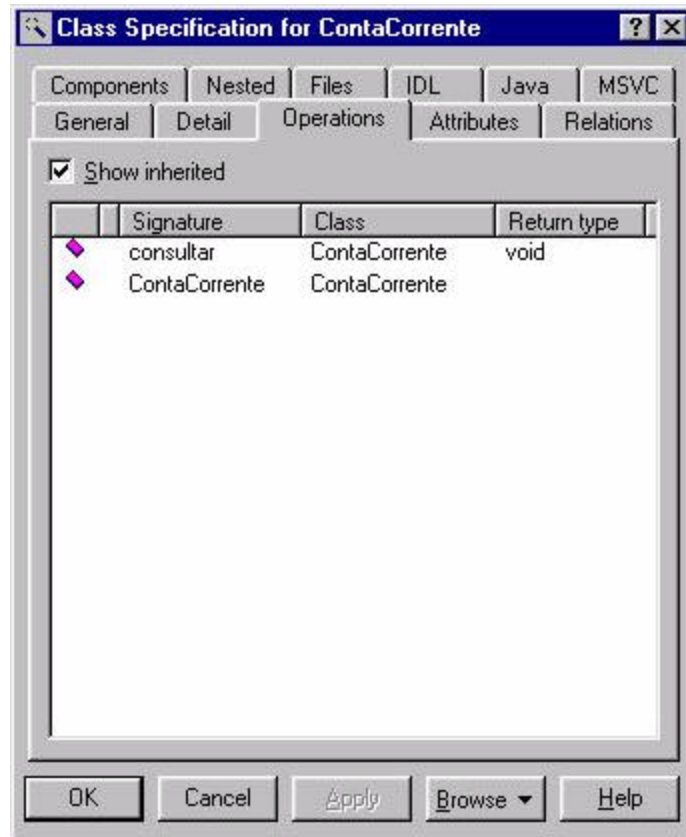 Class Specification for ContaCorrente
Components Nested Files IDL Java MSVC
General Detail Operations Attributes Relations
Show inherited
Signature Class Return type
consultar ContaCorrente void
ContaCorrente ContaCorrente
OK Cancel Apply Browse Help